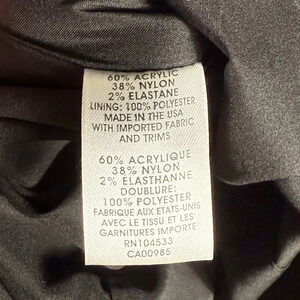 60% ACRYLIC
38% NYLON
2% ELASTANE
LINING: 100% POLYESTER
MADE IN THE USA
WITH IMPORTED FABRIC
AND TRIMS
60% ACRYLIQUE
38% NYLON
2% ELASTHANNE
DOUBLURE:
100% POLYESTER
FABRIQUE AUX ETATS-UNIS
AVEC LE TISSU ET LES
GARNITURES IMPORTE
RN104533
CA00985